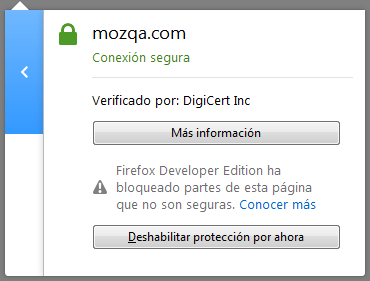 mozqa.com
Conexión segura
Verificado por: DigiCert Inc
Más información
Firefox Developer Edition ha
bloqueado partes de esta página
que no son seguras. Conocer más
Deshabilitar protección por ahora